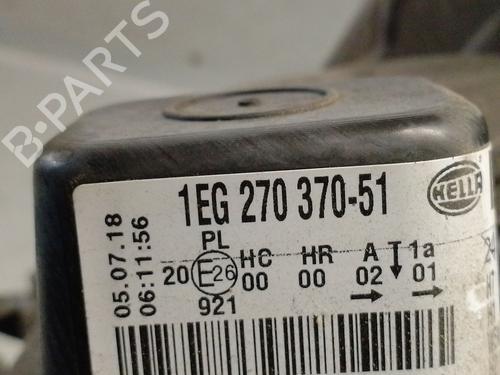 B-PARTS
1EG 270 370-51
HELLA
05.07.18
06:11:56
PL
HC HR A 1a
20 E26 00 00 02 01
921